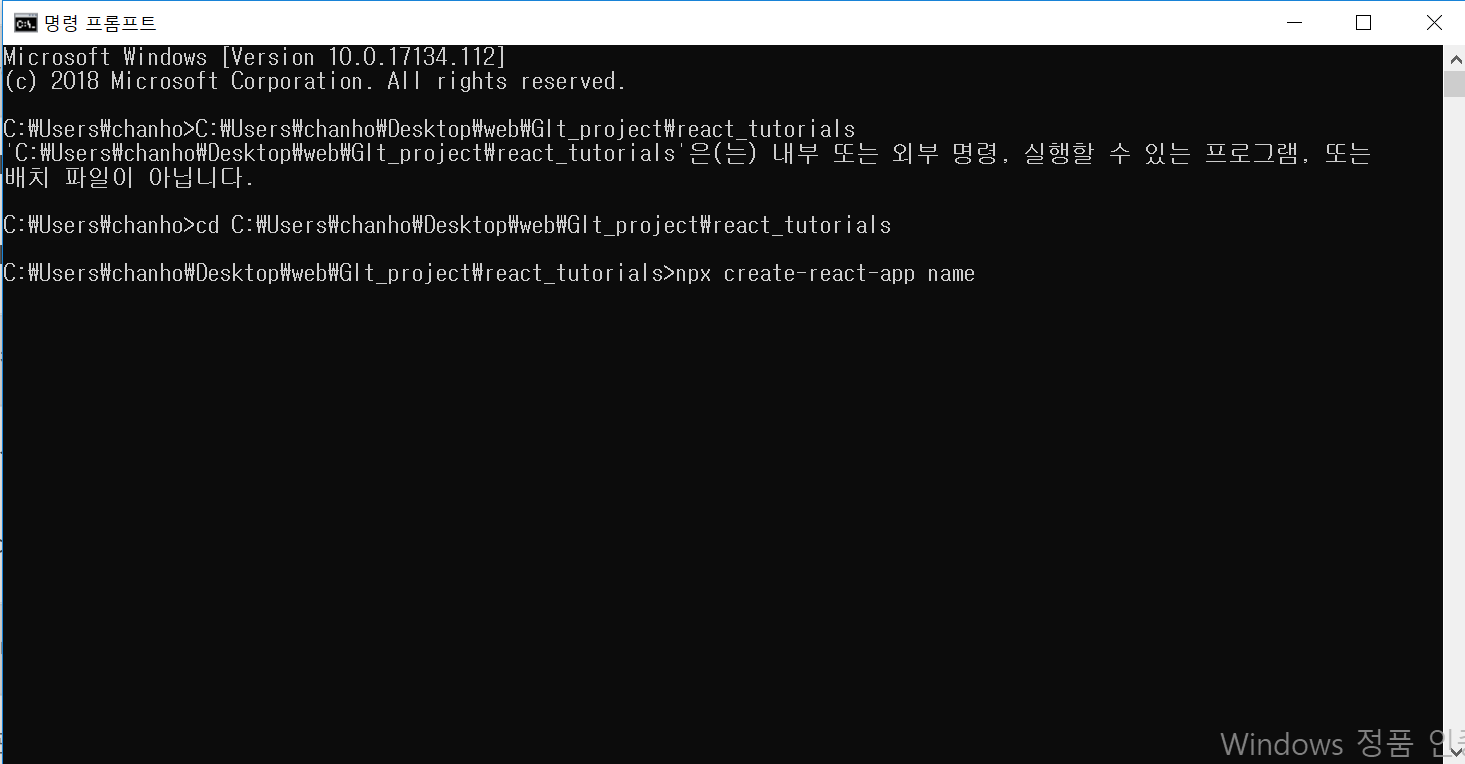 명령 프롬프트
Microsoft Windows [Version 10.0.17134.112]
(c) 2018 Microsoft Corporation. All rights reserved.
C:₩Users₩chanho>C:₩Users₩chanho₩Desktop₩web₩GIt_project₩react_tutorials
'C:₩Users₩chanho₩Desktop₩web₩GIt_project₩react_tutorials'은(는) 내부 또는 외부 명령, 실행할 수 있는 프로그램, 또는
배치 파일이 아닙니다.
C:₩Users₩chanho>cd C:₩Users₩chanho₩Desktop₩web₩GIt_project₩react_tutorials
C:₩Users₩chanho₩Desktop₩web₩GIt_project₩react_tutorials>npx create-react-app name
Windows 정품 인증